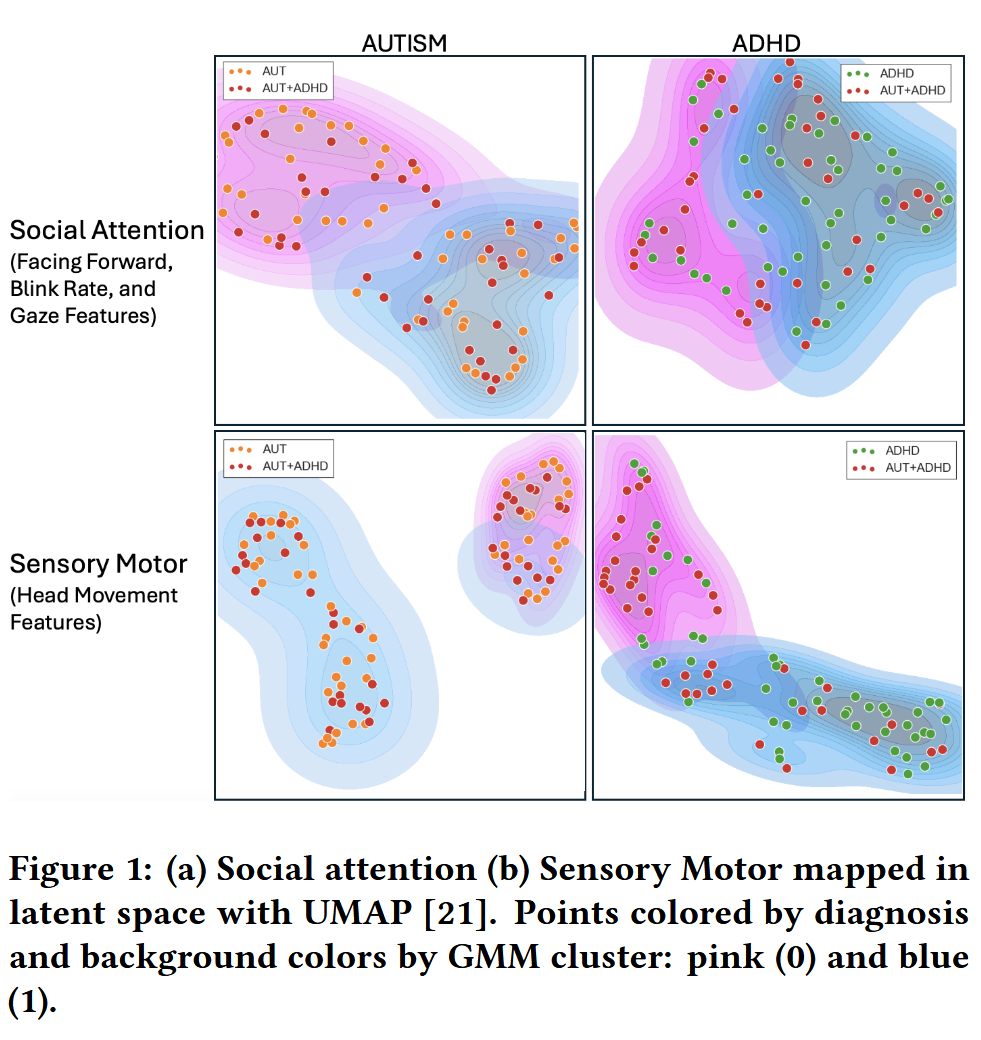 AUTISM
ADHD
AUT
AUT+ADHD
ADHD
AUT+ADHD
Social Attention
(Facing Forward,
Blink Rate, and
Gaze Features)
AUT
AUT+ADHD
ADHD
AUT+ADHD
Sensory Motor
(Head Movement
Features)
Figure 1: (a) Social attention (b) Sensory Motor mapped in
latent space with UMAP [21]. Points colored by diagnosis
and background colors by GMM cluster: pink (0) and blue
(1).